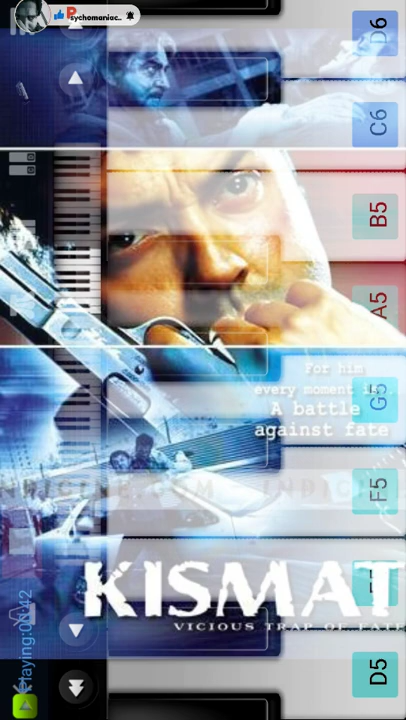 Psychomaniac..
D6
C6
B5
A5
G5
For him
every moment is...
A battle
against fate
F5
KISMAT
VICIOUS TRAP OF FATE
D5
Playing:00:42